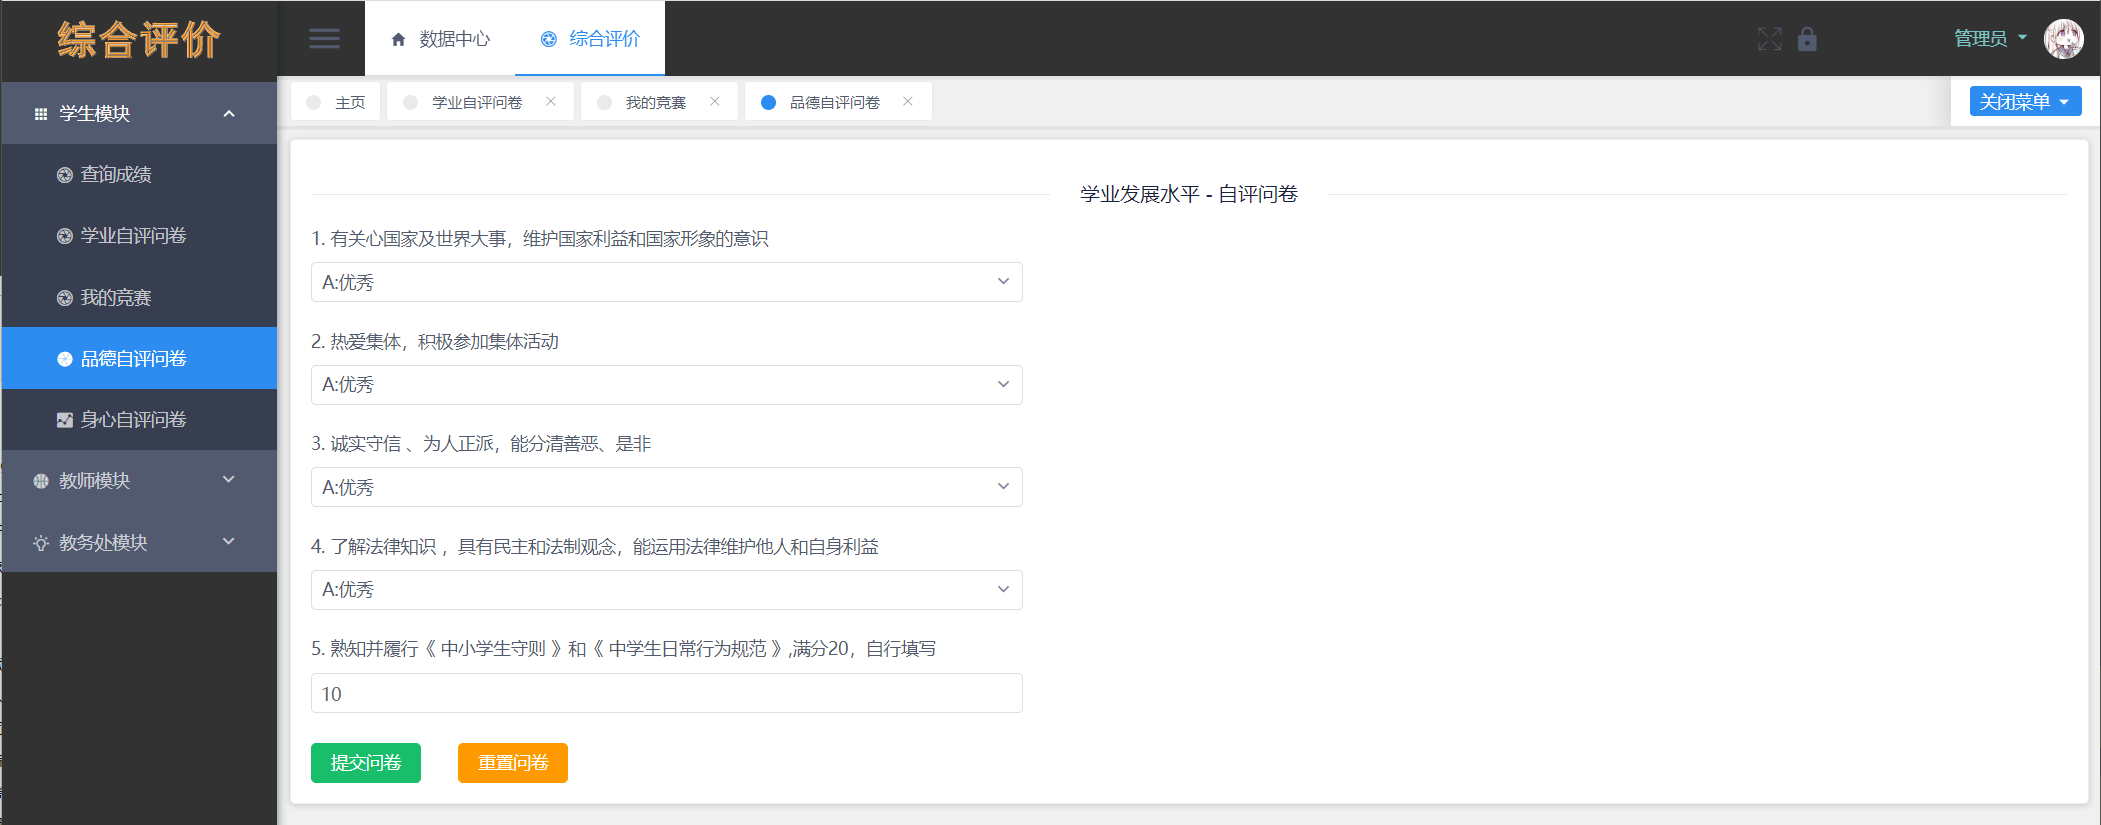 综合评价
数据中心
综合评价
管理员
学生模块
查询成绩
学业自评问卷
我的竞赛
品德自评问卷
身心自评问卷
教师模块
教务处模块
主页
学业自评问卷
我的竞赛
品德自评问卷
关闭菜单
学业发展水平 - 自评问卷
1. 有关心国家及世界大事，维护国家利益和国家形象的意识
A:优秀
2. 热爱集体，积极参加集体活动
A:优秀
3. 诚实守信 、为人正派，能分清善恶、是非
A:优秀
4. 了解法律知识 ，具有民主和法制观念，能运用法律维护他人和自身利益
A:优秀
5. 熟知并履行《 中小学生守则 》和《 中学生日常行为规范 》,满分20，自行填写
10
提交问卷
重置问卷